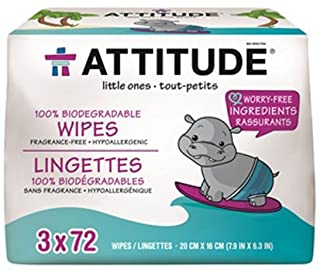 ATTITUDE
little ones • tout-petits
100% BIODEGRADABLE
WIPES
FRAGRANCE-FREE • HYPOALLERGENIC
LINGETTES
100% BIODÉGRADABLES
SANS FRAGRANCE • HYPOALLERGÉNIQUE
WORRY-FREE
INGREDIENTS
RASSURANTS
3 x 72
WIPES / LINGETTES - 20 CM X 16 CM (7.9 IN X 6.3 IN)